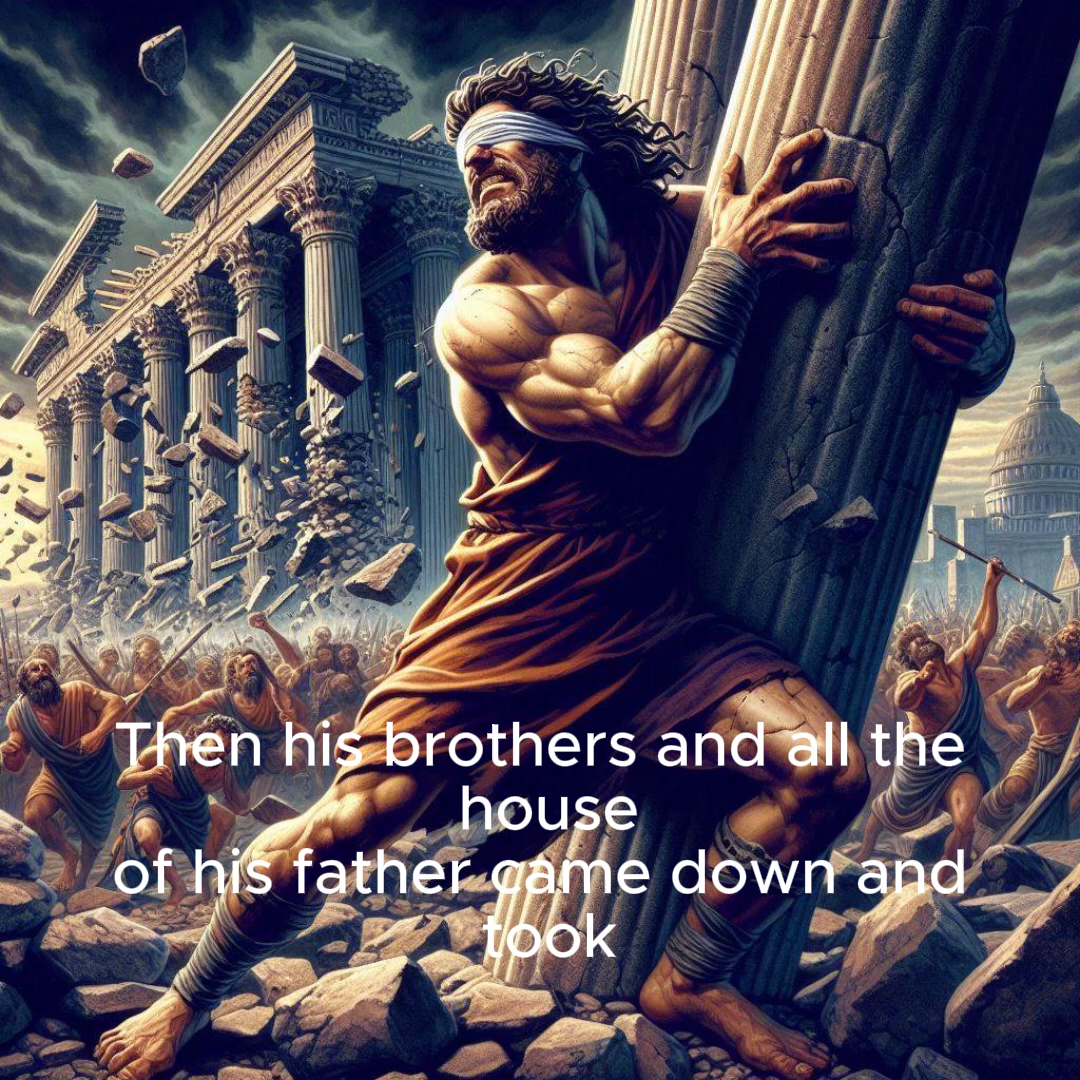 Then his brothers and all the
house
of his father came down and
took